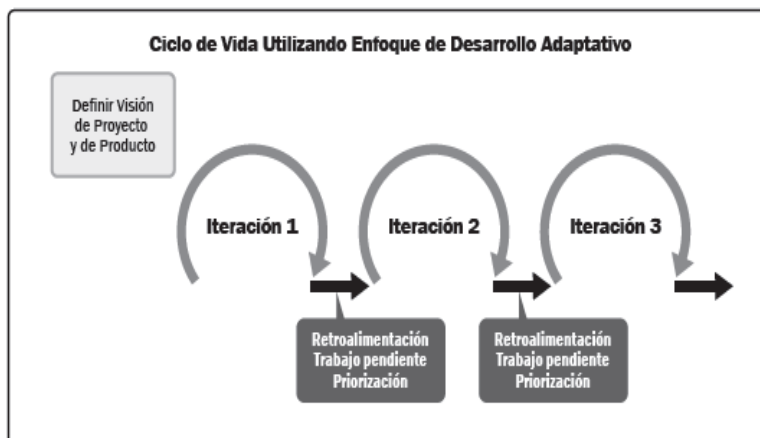 Ciclo de Vida Utilizando Enfoque de Desarrollo Adaptativo
Definir Visión
de Proyecto
y de Producto
Iteración 1
Iteración 2
Iteración 3
Retroalimentación
Trabajo pendiente
Priorización
Retroalimentación
Trabajo pendiente
Priorización